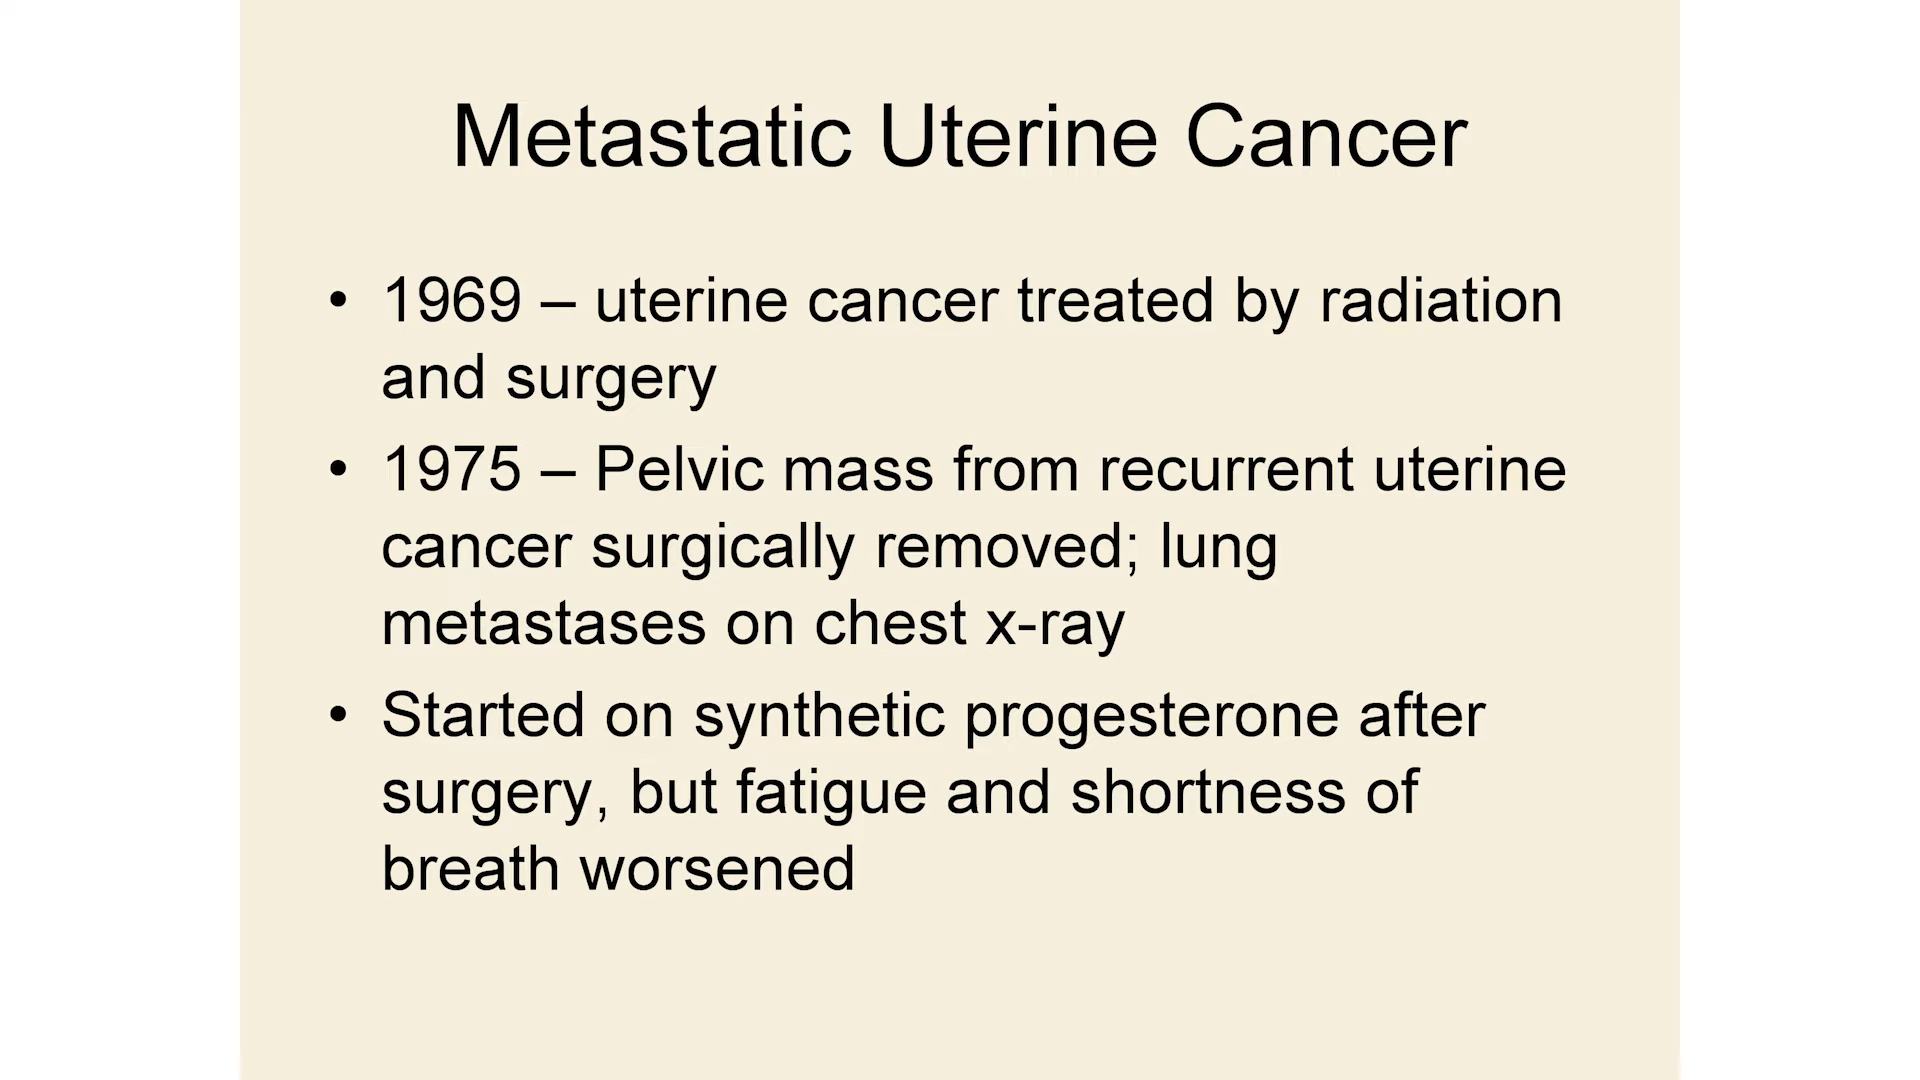 Metastatic Uterine Cancer
• 1969 – uterine cancer treated by radiation
and surgery
• 1975 – Pelvic mass from recurrent uterine
cancer surgically removed; lung
metastases on chest x-ray
• Started on synthetic progesterone after
surgery, but fatigue and shortness of
breath worsened